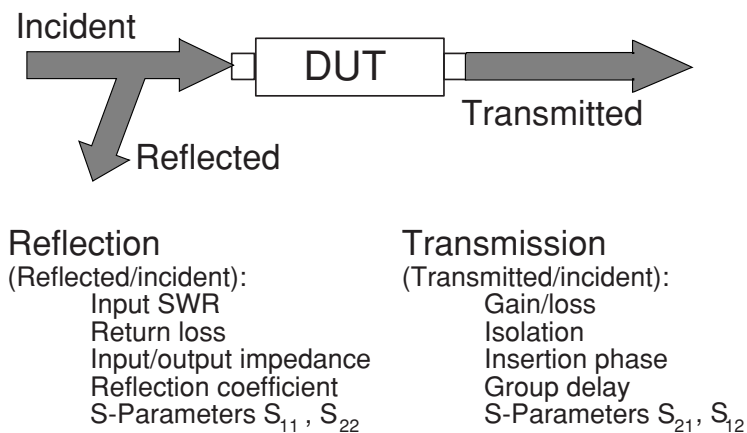 Incident
DUT
Transmitted
Reflected
Reflection
(Reflected/incident):
Input SWR
Return loss
Input/output impedance
Reflection coefficient
S-Parameters S11 , S22
Transmission
(Transmitted/incident):
Gain/loss
Isolation
Insertion phase
Group delay
S-Parameters S21, S12